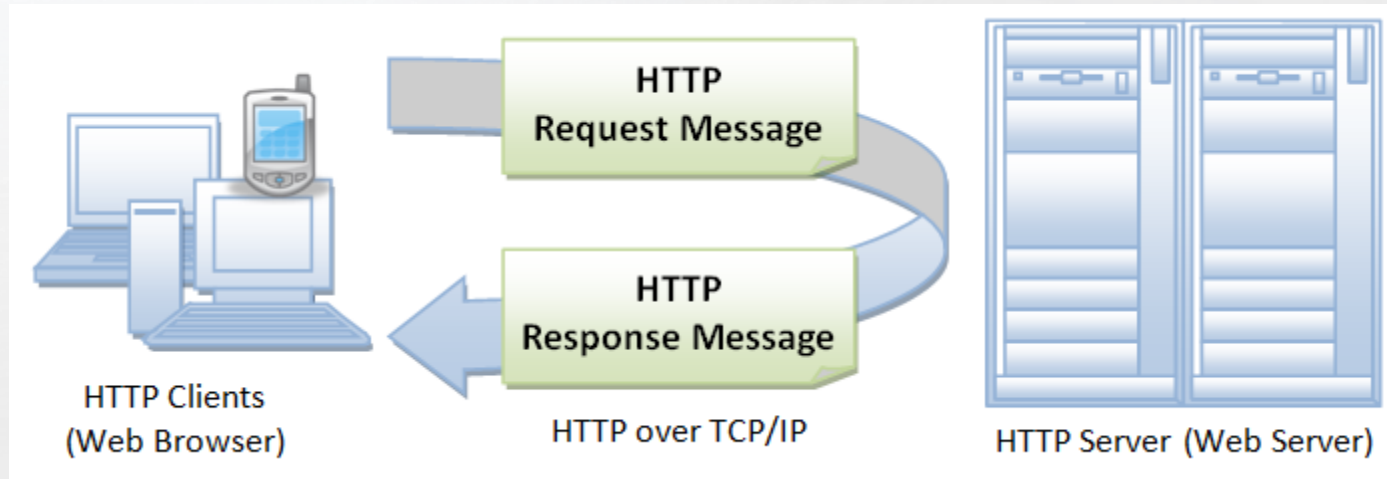 HTTP
Request Message
HTTP
Response Message
HTTP Clients
(Web Browser)
HTTP over TCP/IP
HTTP Server (Web Server)